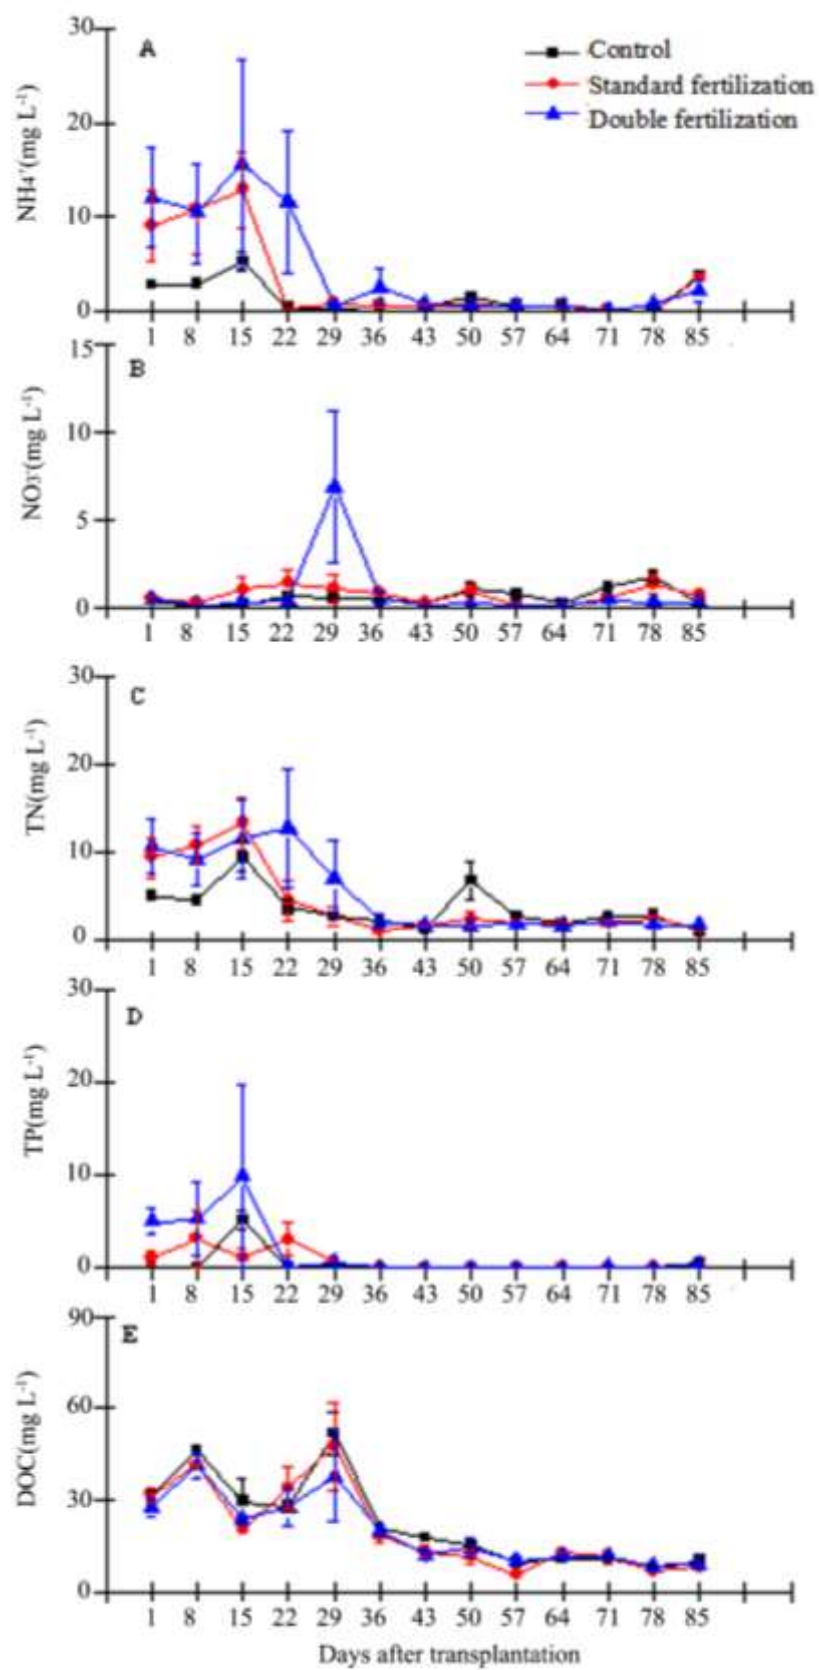 A
Control
Standard fertilization
Double fertilization
NH4+(mg L-1)
30
20
10
0
1 8 15 22 29 36 43 50 57 64 71 78 85
B
NO3-(mg L-1)
15
10
5
0
1 8 15 22 29 36 43 50 57 64 71 78 85
C
TN(mg L-1)
30
20
10
0
1 8 15 22 29 36 43 50 57 64 71 78 85
D
TP(mg L-1)
30
20
10
0
1 8 15 22 29 36 43 50 57 64 71 78 85
E
DOC(mg L-1)
90
60
30
0
1 8 15 22 29 36 43 50 57 64 71 78 85
Days after transplantation